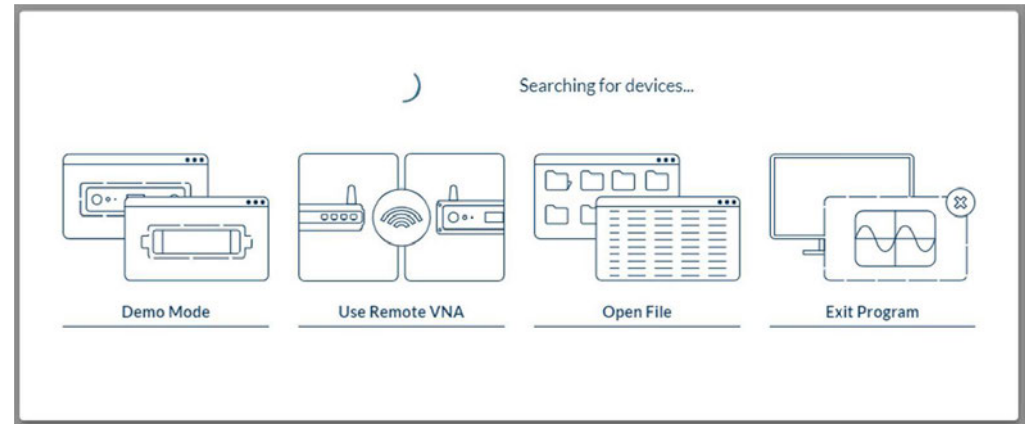 Searching for devices...
Demo Mode
Use Remote VNA
Open File
Exit Program